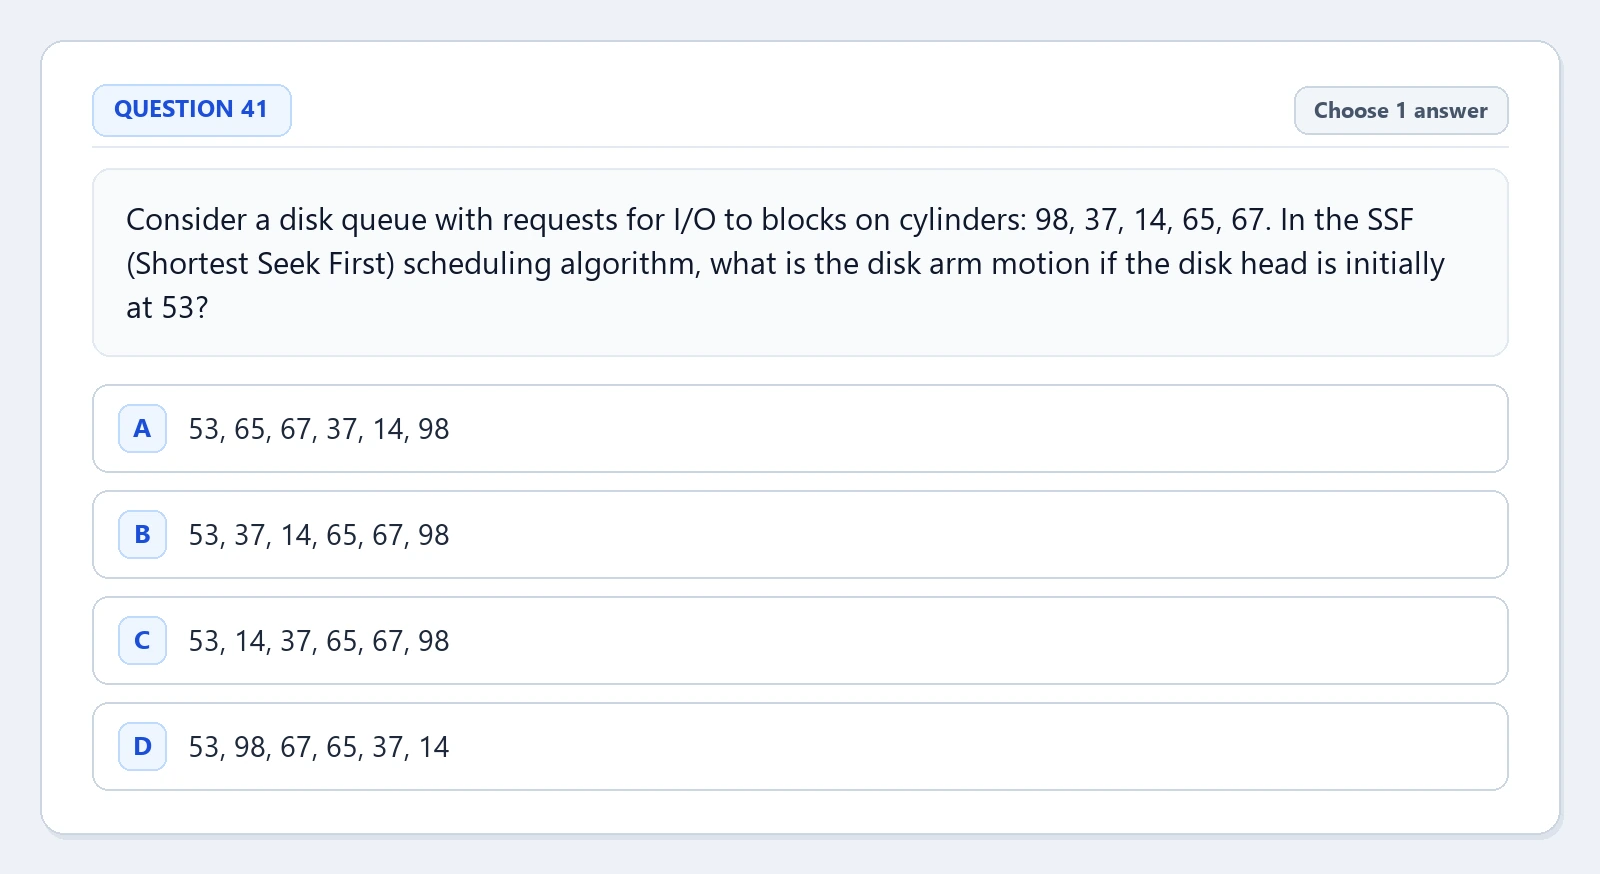 QUESTION 41
Choose 1 answer
Consider a disk queue with requests for I/O to blocks on cylinders: 98, 37, 14, 65, 67. In the SSF
(Shortest Seek First) scheduling algorithm, what is the disk arm motion if the disk head is initially
at 53?
A 53, 65, 67, 37, 14, 98
B 53, 37, 14, 65, 67, 98
C 53, 14, 37, 65, 67, 98
D 53, 98, 67, 65, 37, 14